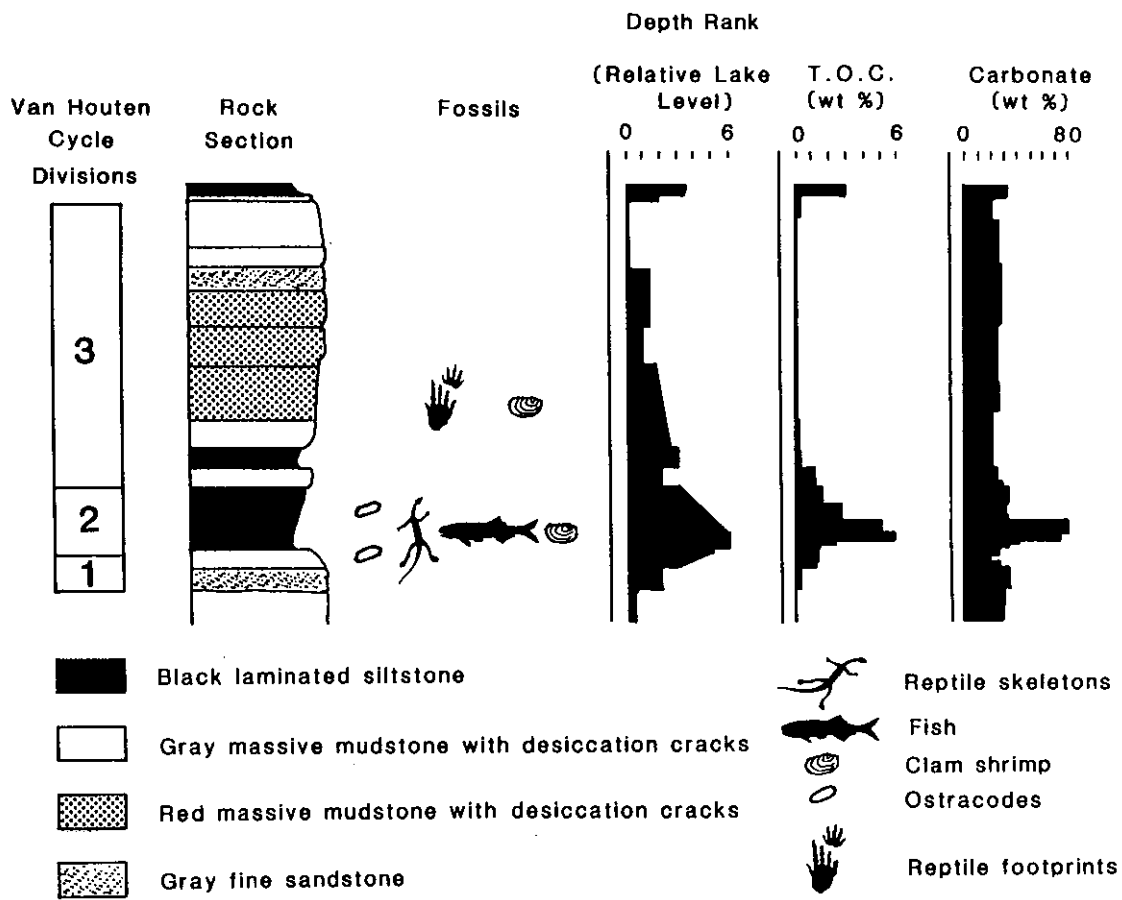 Depth Rank
Van Houten
Cycle
Divisions
Rock
Section
Fossils
(Relative Lake
Level)
0 6
T.O.C.
(wt %)
0 6
Carbonate
(wt %)
0 80
3
2
1
Black laminated siltstone
Gray massive mudstone with desiccation cracks
Red massive mudstone with desiccation cracks
Gray fine sandstone
Reptile skeletons
Fish
Clam shrimp
Ostracodes
Reptile footprints